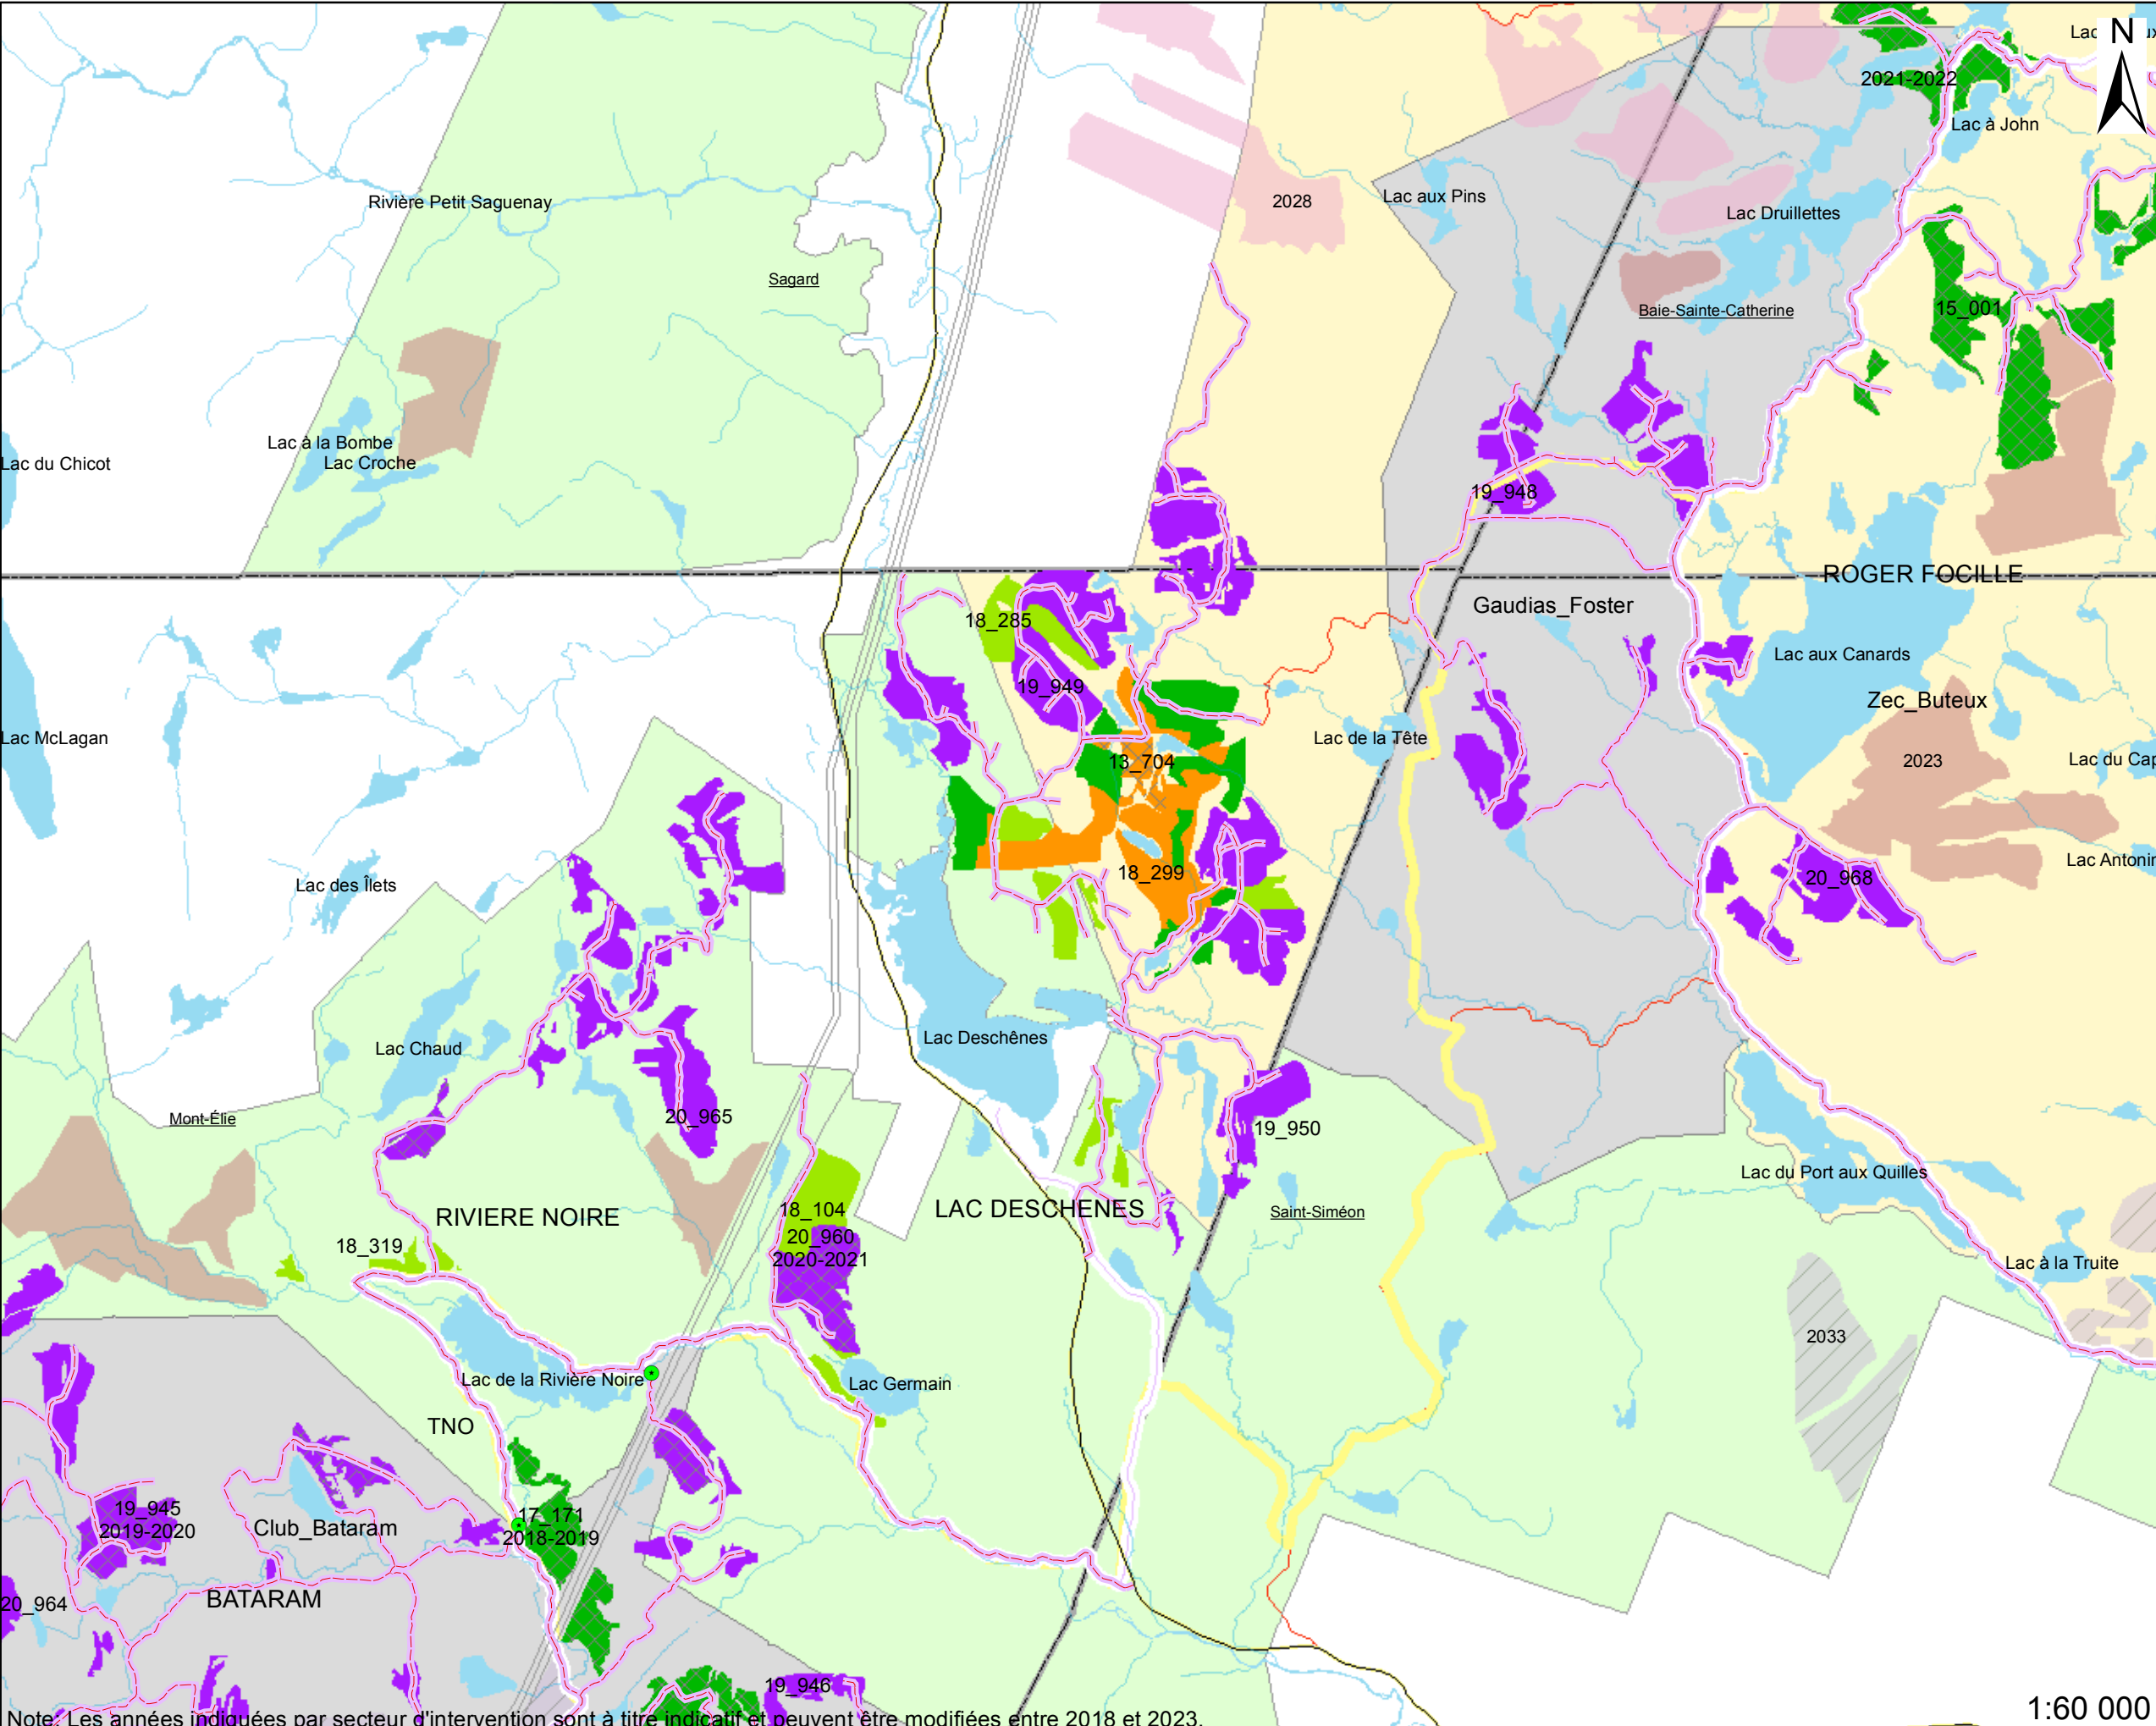 N
2021-2022
Lac à John
Lac aux Pins
2028
Rivière Petit Saguenay
Lac Druillettes
Sagard
Baie-Sainte-Catherine
15_001
Lac à la Bombe
Lac Croche
Lac du Chicot
19_948
ROGER FOCILLE
Gaudias_Foster
18_285
Lac aux Canards
19_949
Zec_Buteux
Lac McLagan
Lac de la Tête
13_704
2023
Lac du Cap
18_299
20_968
Lac Antonin
Lac des Îlets
Lac Deschênes
Lac Chaud
Mont-Élie
20_965
19_950
Lac du Port aux Quilles
18_104
LAC DESCHENES
Saint-Siméon
RIVIERE NOIRE
20_960
2020-2021
18_319
Lac à la Truite
2033
Lac de la Rivière Noire
Lac Germain
TNO
19_945
2019-2020
Club_Bataram
17_171
2018-2019
20_964
BATARAM
19_946
1:60 000
Note: Les années indiquées par secteur d'intervention sont à titre indicatif et peuvent être modifiées entre 2018 et 2023.